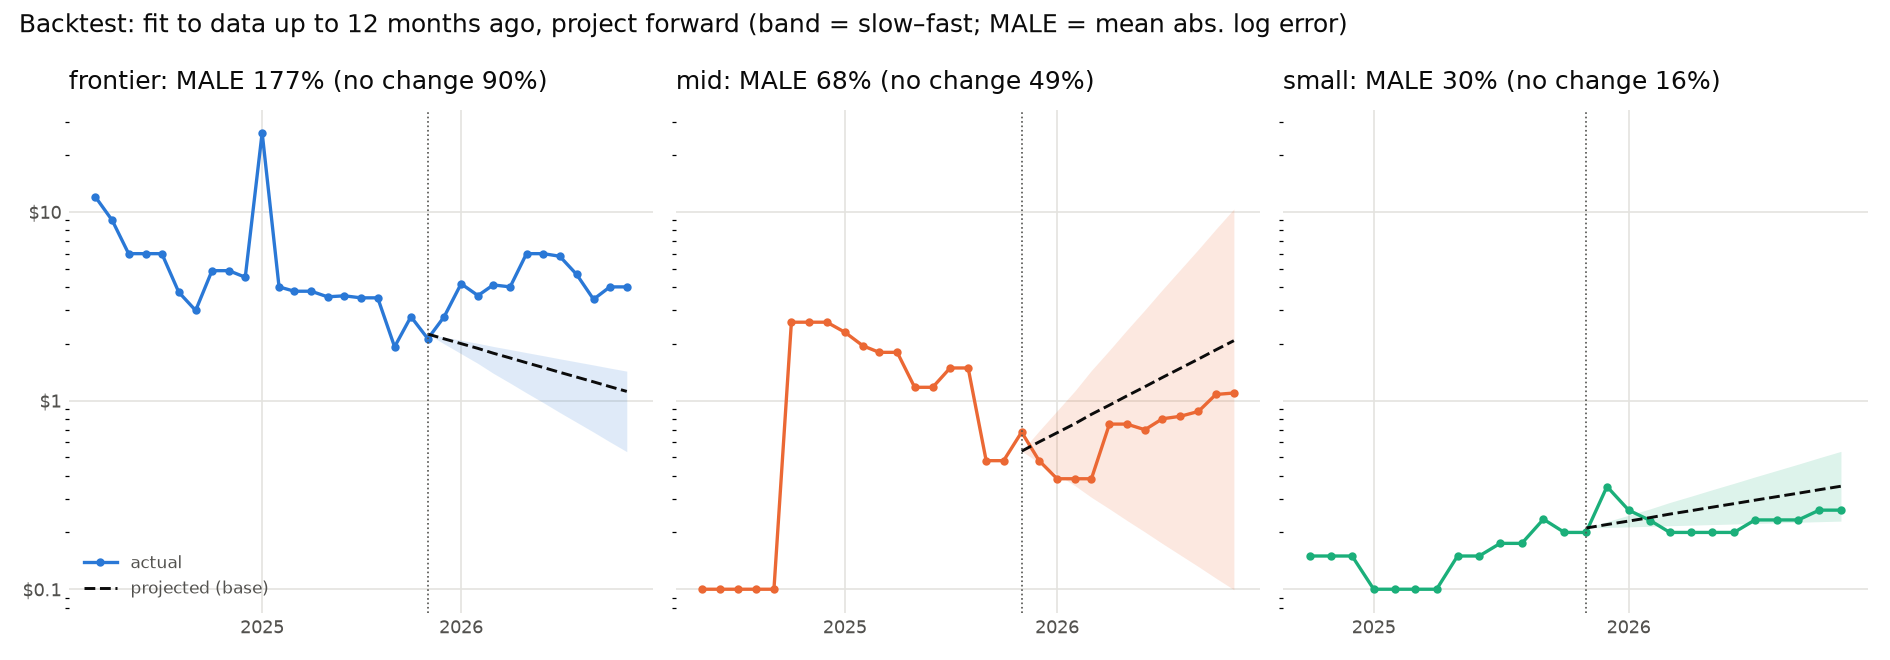 Backtest: fit to data up to 12 months ago, project forward (band = slow–fast; MALE = mean abs. log error)
frontier: MALE 177% (no change 90%)
mid: MALE 68% (no change 49%)
small: MALE 30% (no change 16%)
$10
$1
$0.1
actual
projected (base)
2025
2026
2025
2026
2025
2026